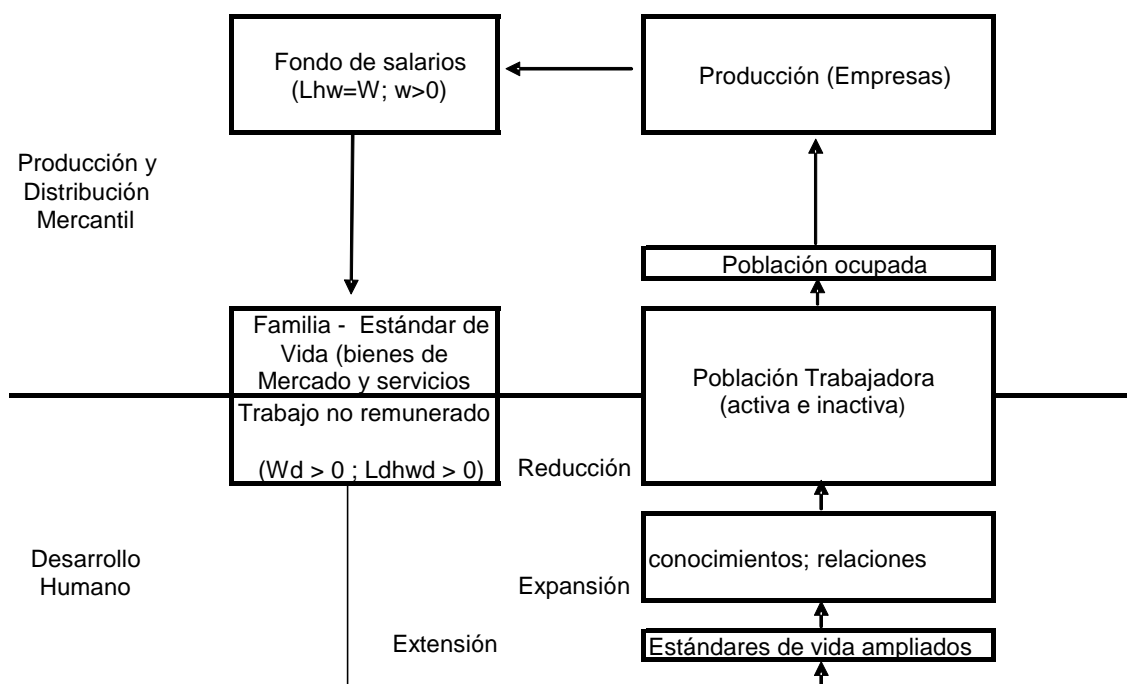 Fondo de salarios
(Lhw=W; w>0)
Producción (Empresas)
Producción y
Distribución
Mercantil
Población ocupada
Familia - Estándar de
Vida (bienes de
Mercado y servicios
Trabajo no remunerado
(Wd > 0 ; Ldhwd > 0)
Población Trabajadora
(activa e inactiva)
Reducción
Desarrollo
Humano
conocimientos; relaciones
Expansión
Extensión
Estándares de vida ampliados